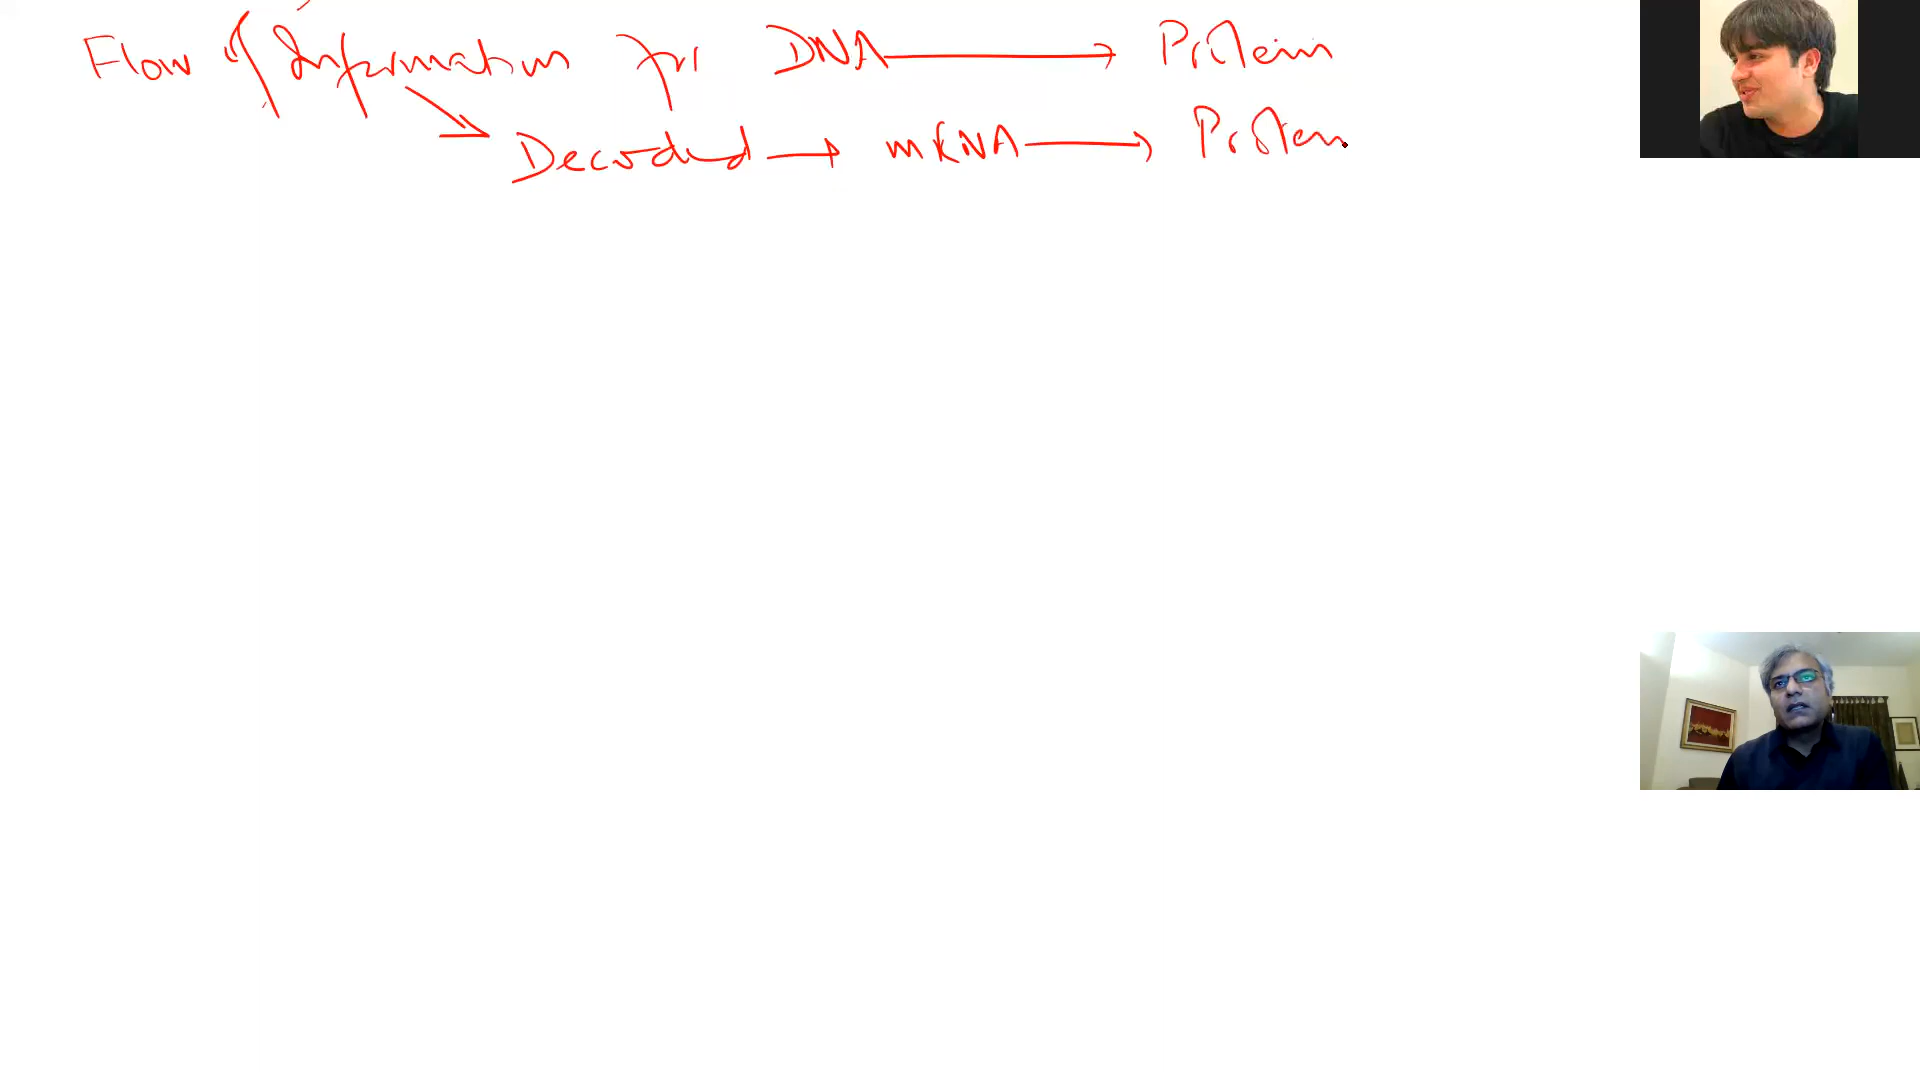 Flow of Information for DNA → Protein
Decoded → mRNA → Protein